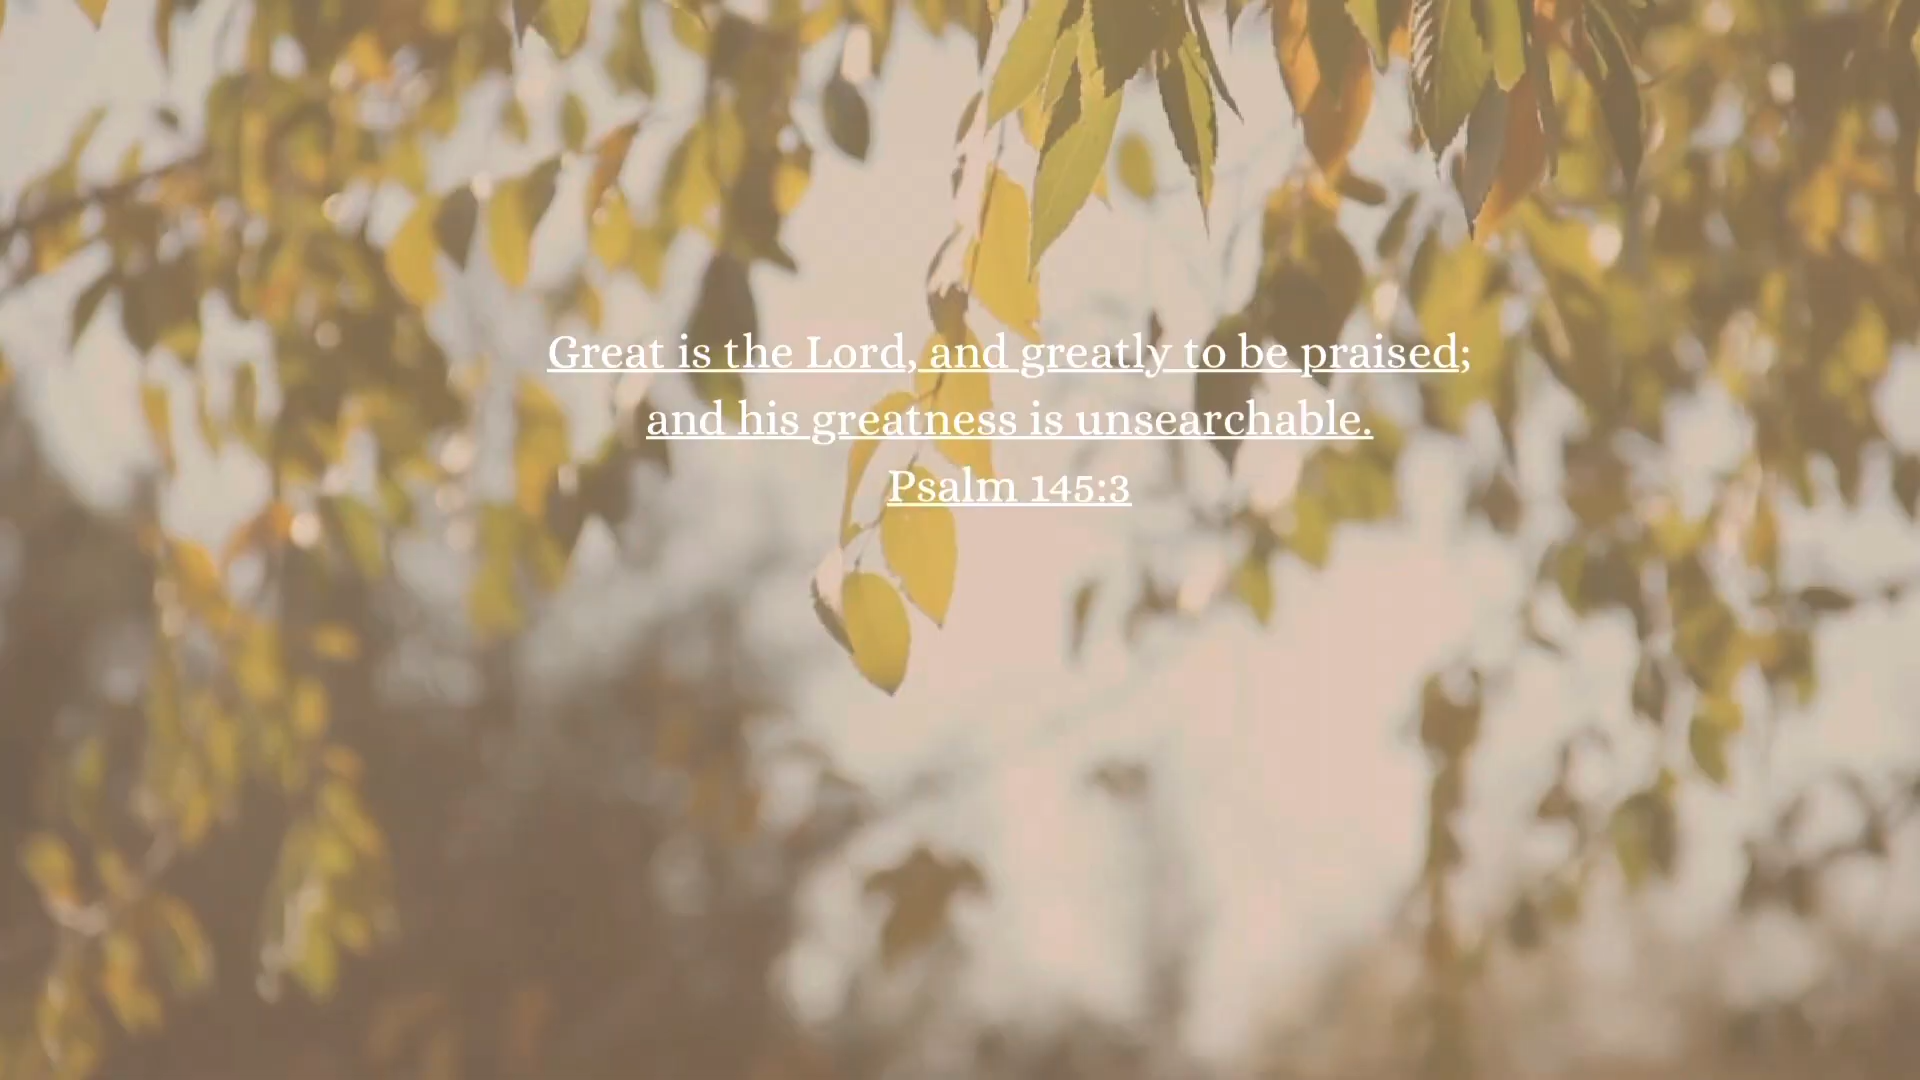 Great is the Lord, and greatly to be praised;
and his greatness is unsearchable.
Psalm 145:3